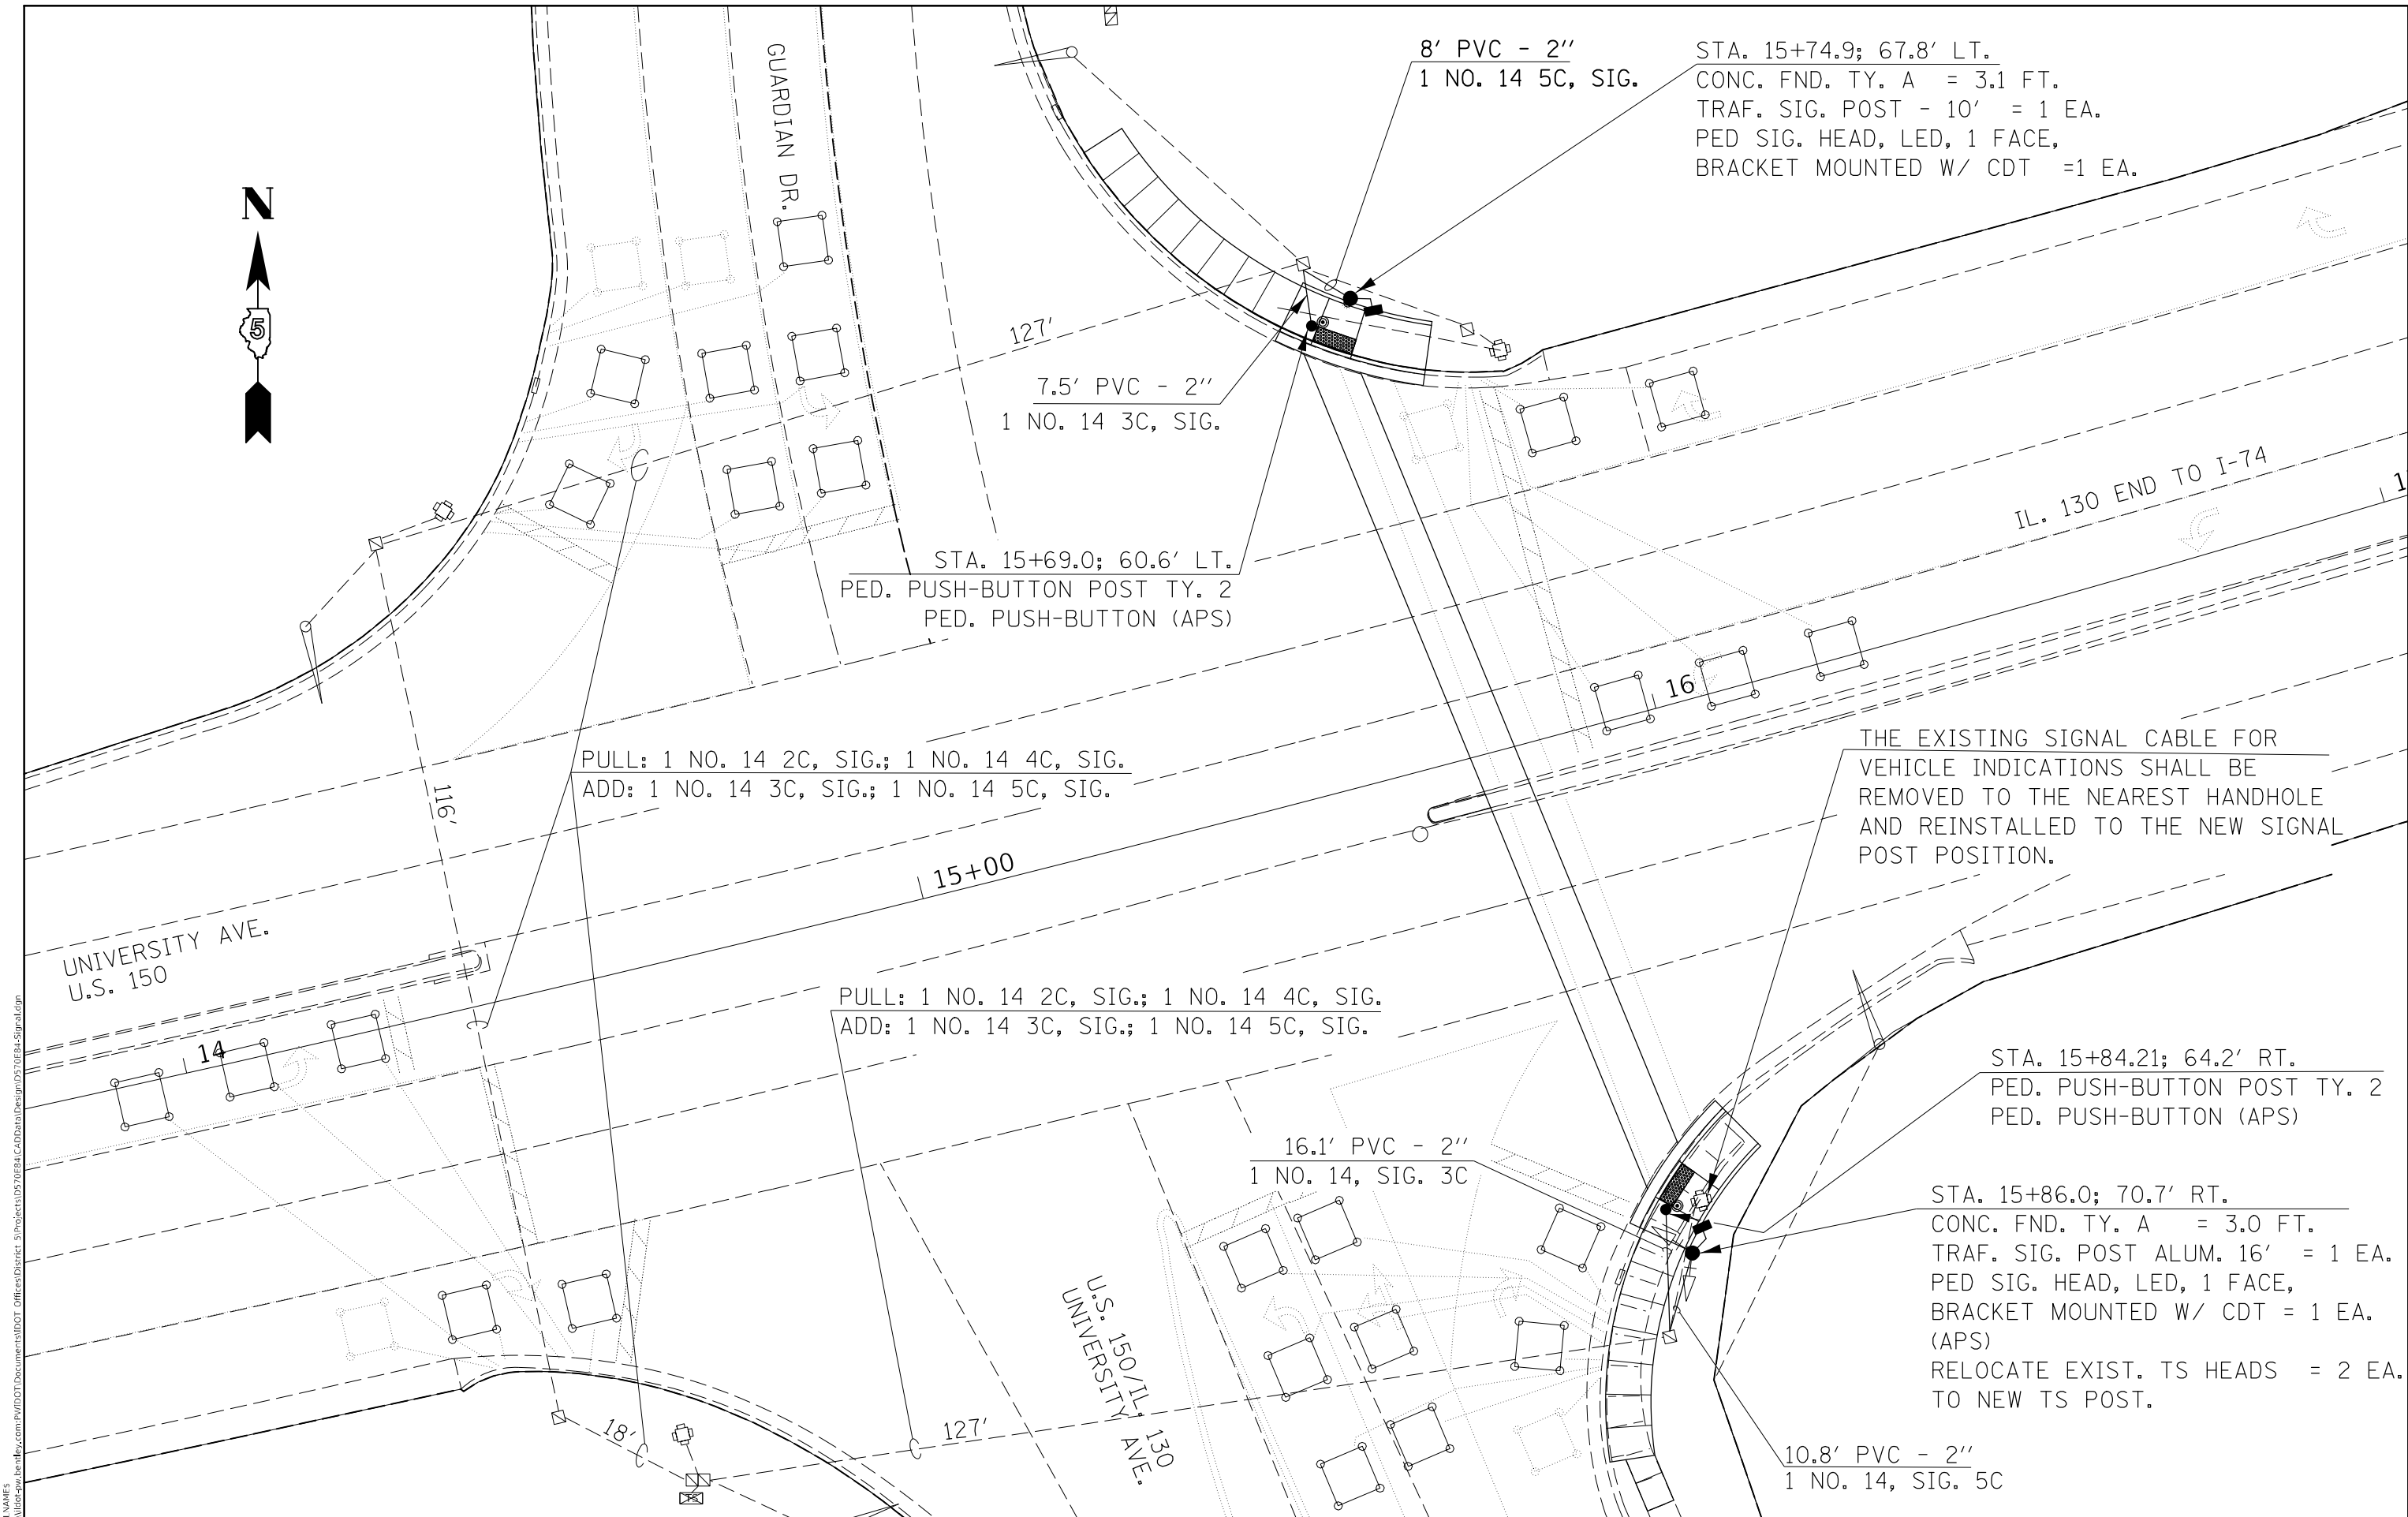 8' PVC - 2''
1 NO. 14 5C, SIG.
STA. 15+74.9; 67.8' LT.
CONC. FND. TY. A = 3.1 FT.
TRAF. SIG. POST - 10' = 1 EA.
PED SIG. HEAD, LED, 1 FACE,
BRACKET MOUNTED W/ CDT =1 EA.
GUARDIAN DR.
N
5
127'
7.5' PVC - 2''
1 NO. 14 3C, SIG.
IL. 130 END TO I-74
1
STA. 15+69.0; 60.6' LT.
PED. PUSH-BUTTON POST TY. 2
PED. PUSH-BUTTON (APS)
16
PULL: 1 NO. 14 2C, SIG.; 1 NO. 14 4C, SIG.
ADD: 1 NO. 14 3C, SIG.; 1 NO. 14 5C, SIG.
116'
THE EXISTING SIGNAL CABLE FOR
VEHICLE INDICATIONS SHALL BE
REMOVED TO THE NEAREST HANDHOLE
AND REINSTALLED TO THE NEW SIGNAL
POST POSITION.
15+00
UNIVERSITY AVE.
U.S. 150
PULL: 1 NO. 14 2C, SIG.; 1 NO. 14 4C, SIG.
ADD: 1 NO. 14 3C, SIG.; 1 NO. 14 5C, SIG.
14
STA. 15+84.21; 64.2' RT.
PED. PUSH-BUTTON POST TY. 2
PED. PUSH-BUTTON (APS)
16.1' PVC - 2''
1 NO. 14, SIG. 3C
STA. 15+86.0; 70.7' RT.
CONC. FND. TY. A = 3.0 FT.
TRAF. SIG. POST ALUM. 16' = 1 EA.
PED SIG. HEAD, LED, 1 FACE,
BRACKET MOUNTED W/ CDT = 1 EA.
(APS)
RELOCATE EXIST. TS HEADS = 2 EA.
TO NEW TS POST.
U.S. 150/IL. 130
UNIVERSITY AVE.
18'
127'
10.8' PVC - 2''
1 NO. 14, SIG. 5C